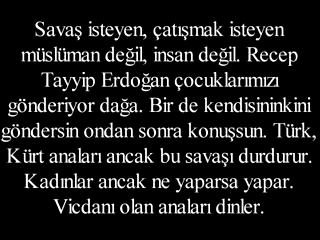 Savaş isteyen, çatışmak isteyen
müslüman değil, insan değil. Recep
Tayyip Erdoğan çocuklarımızı
gönderiyor dağa. Bir de kendisininkini
göndersin ondan sonra konuşsun. Türk,
Kürt anaları ancak bu savaşı durdurur.
Kadınlar ancak ne yaparsa yapar.
Vicdanı olan anaları dinler.